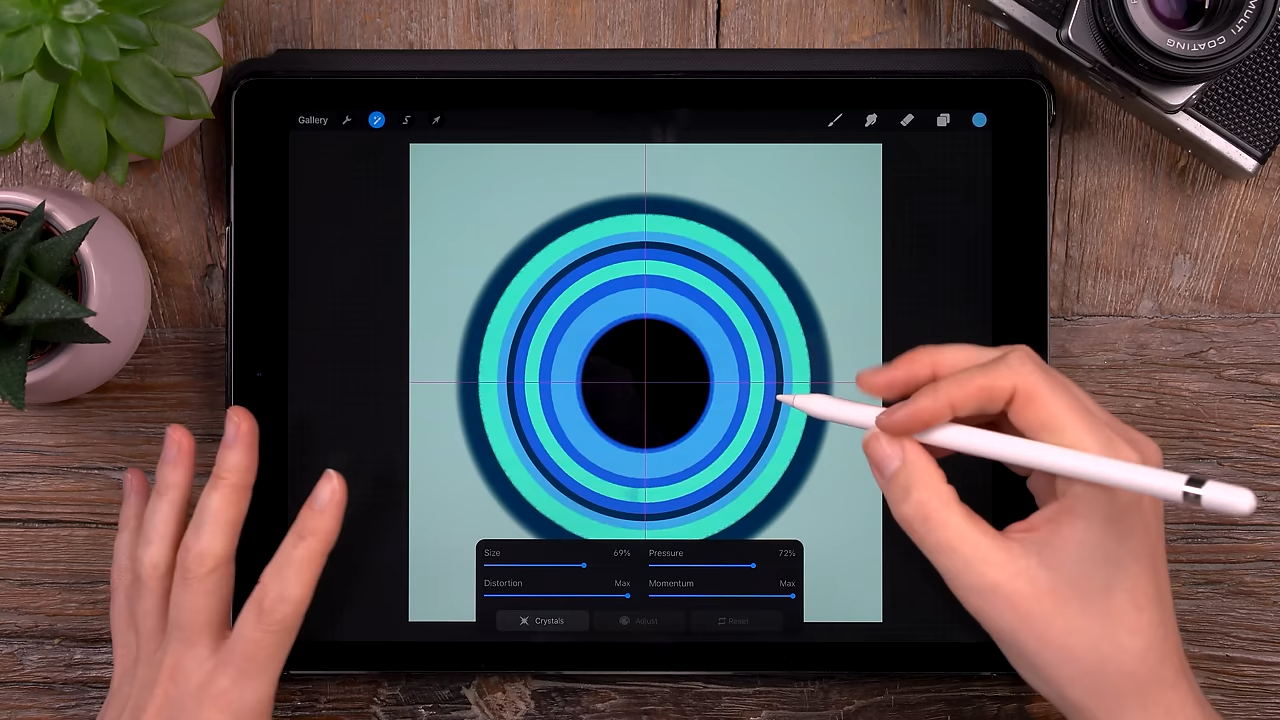 MULTI COATING
Gallery
Size 69% Pressure 72%
Distortion Max Momentum Max
Crystals Adjust Reset